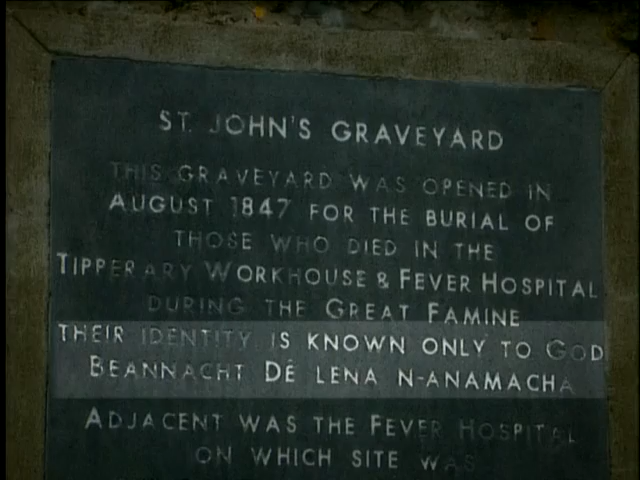 ST. JOHN'S GRAVEYARD
THIS GRAVEYARD WAS OPENED IN
AUGUST 1847 FOR THE BURIAL OF
THOSE WHO DIED IN THE
TIPPERARY WORKHOUSE & FEVER HOSPITAL
DURING THE GREAT FAMINE
THEIR IDENTITY IS KNOWN ONLY TO GOD
BEANNACHT DÉ LENA N-ANAMACHA
ADJACENT WAS THE FEVER HOSPITAL
ON WHICH SITE WAS